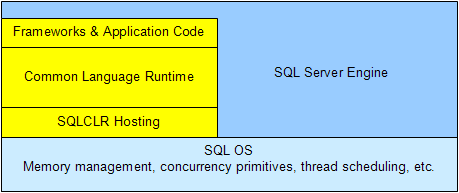 Frameworks & Application Code
Common Language Runtime
SQL Server Engine
SQLCLR Hosting
SQL OS
Memory management, concurrency primitives, thread scheduling, etc.